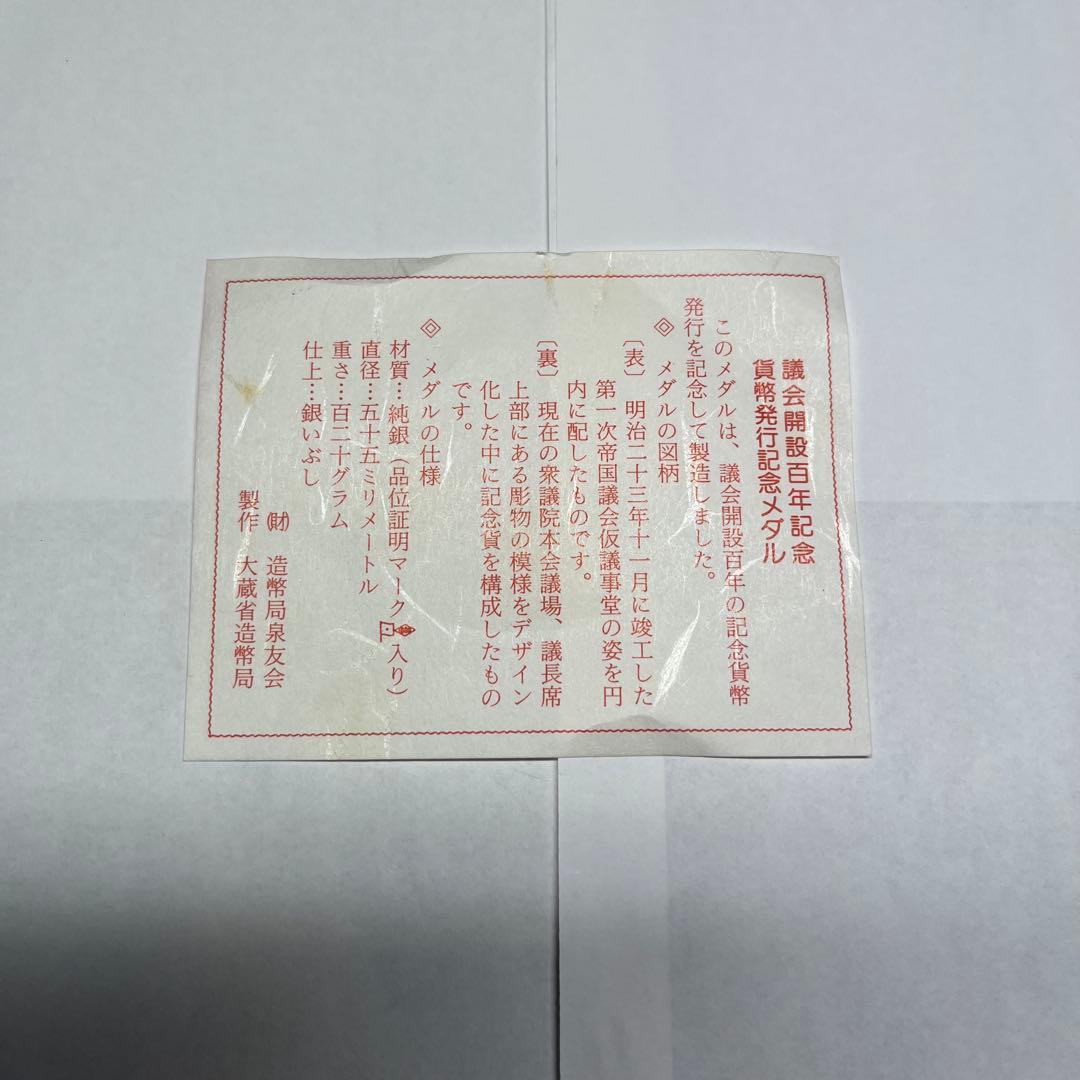 議会開設百年記念
貨幣発行記念メダル
このメダルは、議会開設百年の記念貨幣
発行を記念して製造しました。
◈　メダルの図柄
〔表〕　明治二十三年十一月に竣工した
第一次帝国議会仮議事堂の姿を円
内に配したものです。
〔裏〕　現在の衆議院本会議場、議長席
上部にある彫物の模様をデザイン
化した中に記念貨を構成したもの
です。
◈　メダルの仕様
材質…純銀（品位証明マーク入り）
直径…五十五ミリメートル
重さ…百二十グラム
仕上…銀いぶし
㈶　造幣局泉友会
製作　大蔵省造幣局